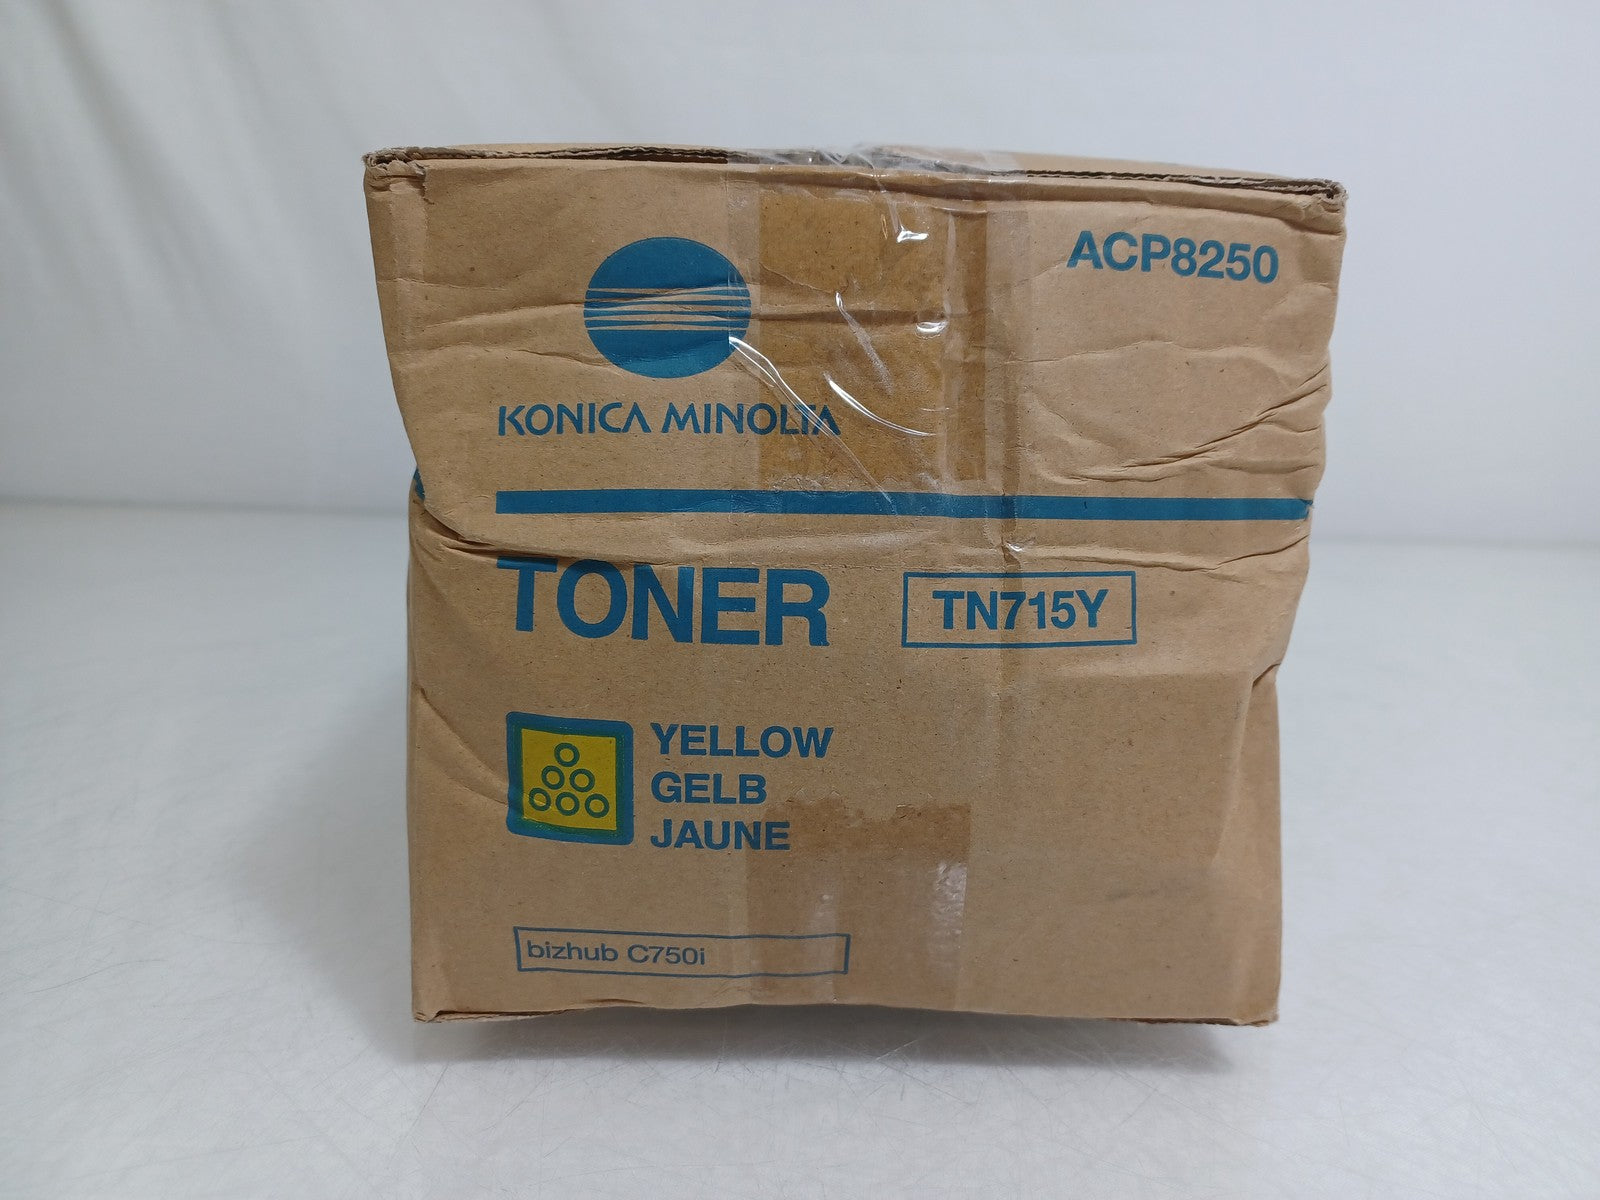 ACP8250
KONICA MINOLTA
TONER
TN715Y
YELLOW
GELB
JAUNE
bizhub C750i